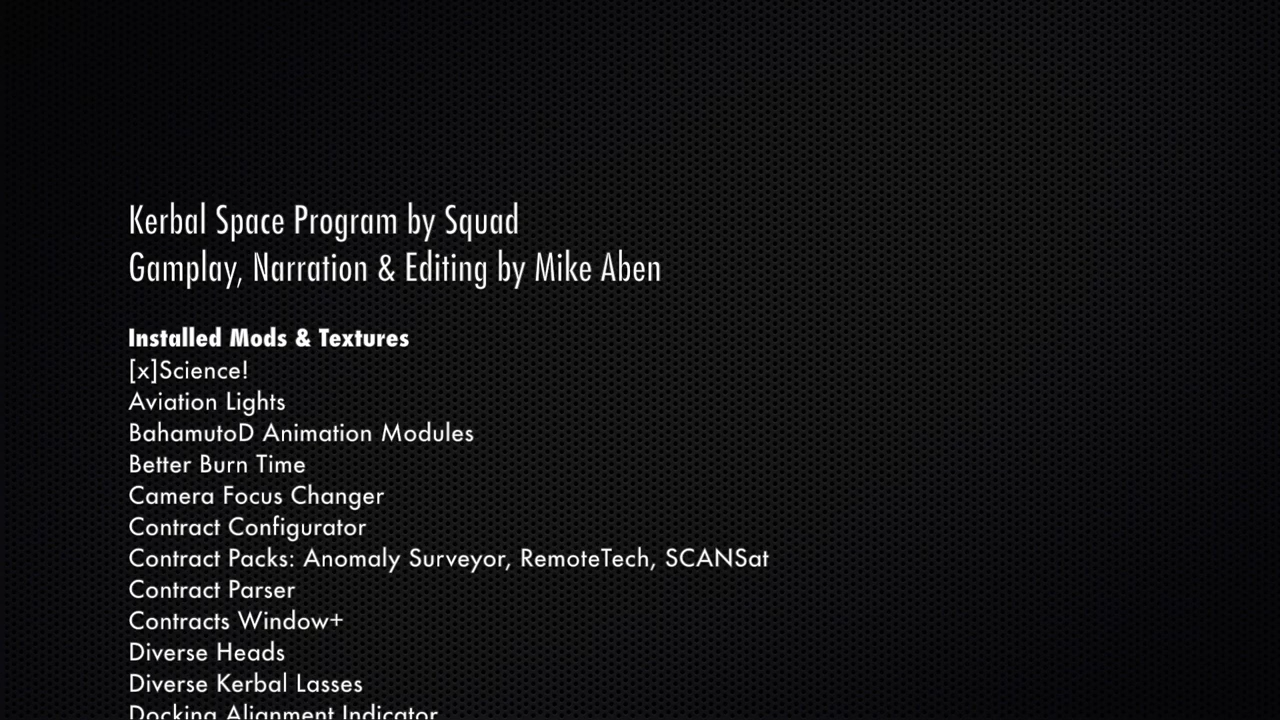 Kerbal Space Program by Squad
Gamplay, Narration & Editing by Mike Aben
Installed Mods & Textures
[x]Science!
Aviation Lights
BahamutoD Animation Modules
Better Burn Time
Camera Focus Changer
Contract Configurator
Contract Packs: Anomaly Surveyor, RemoteTech, SCANSat
Contract Parser
Contracts Window+
Diverse Heads
Diverse Kerbal Lasses
Docking Alignment Indicator